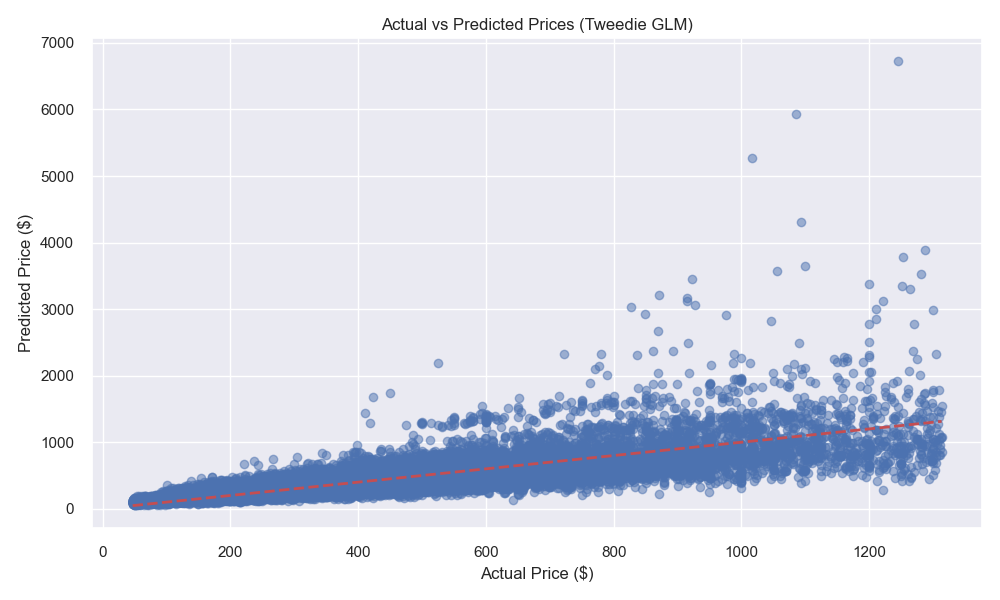 Actual vs Predicted Prices (Tweedie GLM)
7000
6000
5000
4000
3000
2000
1000
0
Predicted Price ($)
0 200 400 600 800 1000 1200
Actual Price ($)